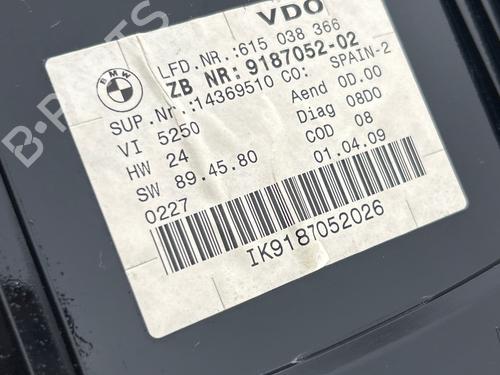 VDO
BMW
LFD.NR.:615 038 366
ZB NR: 9187052-02
SUP.Nr.:14369510 CO: SPAIN-2
VI 5250 Aend 0D.00
HW 24 Diag 08D0
SW 89.45.80 COD 08
0227 01.04.09
IK9187052026